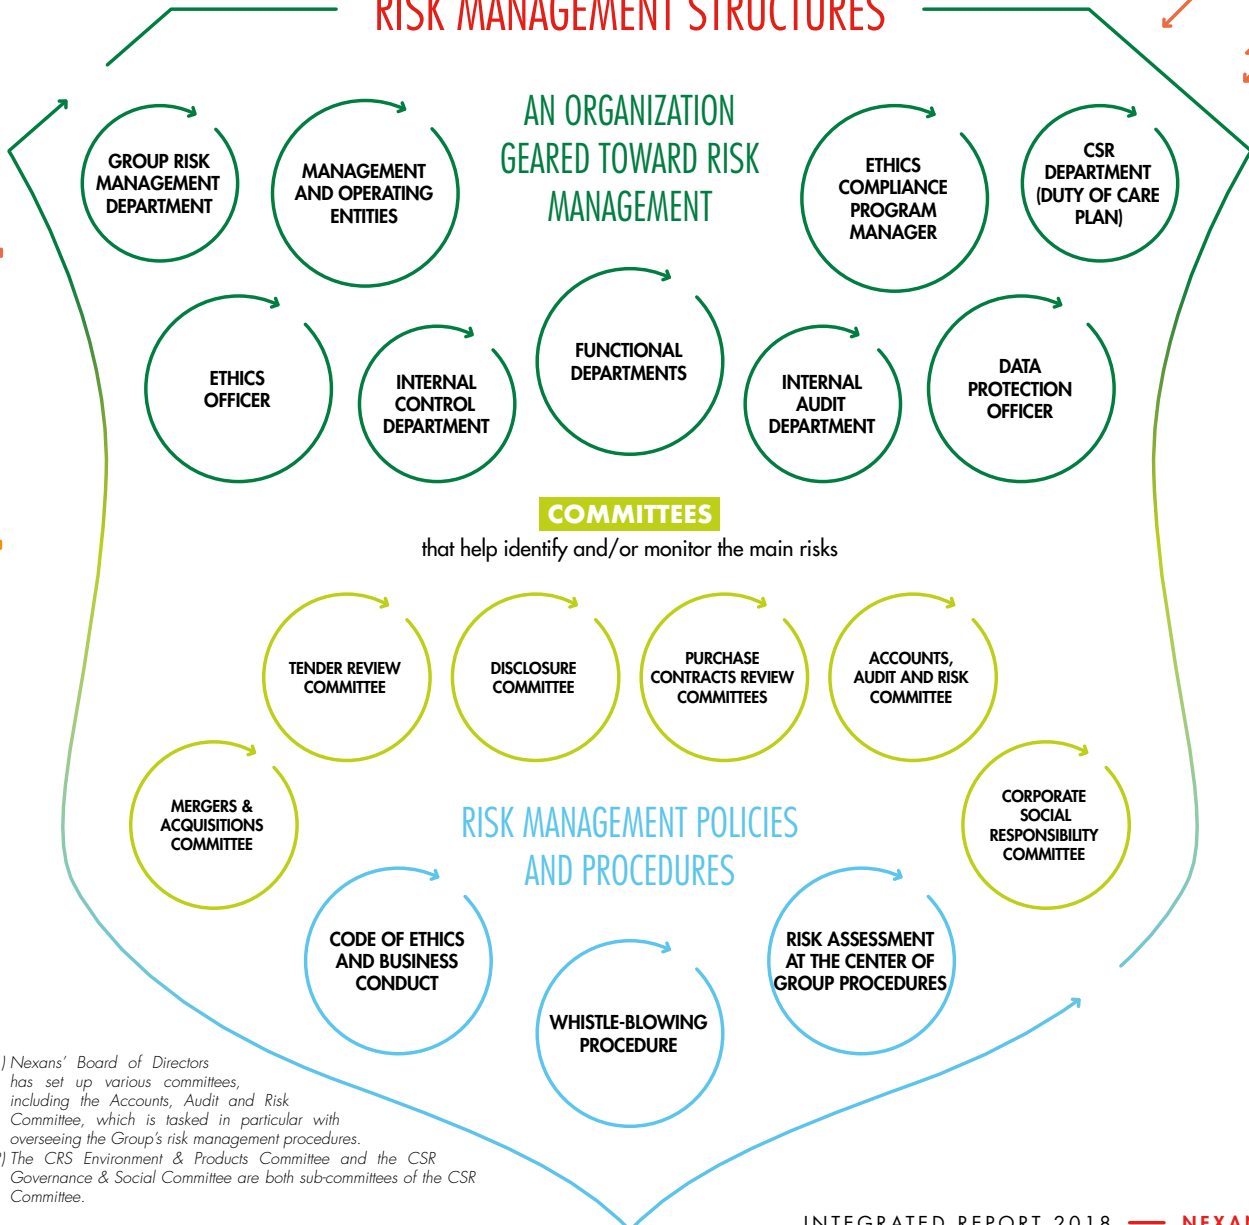 RISK MANAGEMENT STRUCTURES
AN ORGANIZATION
GEARED TOWARD RISK
MANAGEMENT
GROUP RISK
MANAGEMENT
DEPARTMENT
MANAGEMENT
AND OPERATING
ENTITIES
ETHICS
COMPLIANCE
PROGRAM
MANAGER
CSR
DEPARTMENT
(DUTY OF CARE
PLAN)
ETHICS
OFFICER
INTERNAL
CONTROL
DEPARTMENT
FUNCTIONAL
DEPARTMENTS
INTERNAL
AUDIT
DEPARTMENT
DATA
PROTECTION
OFFICER
COMMITTEES
that help identify and/or monitor the main risks
TENDER REVIEW
COMMITTEE
DISCLOSURE
COMMITTEE
PURCHASE
CONTRACTS REVIEW
COMMITTEES
ACCOUNTS,
AUDIT AND RISK
COMMITTEE
MERGERS &
ACQUISITIONS
COMMITTEE
CORPORATE
SOCIAL
RESPONSIBILITY
COMMITTEE
RISK MANAGEMENT POLICIES
AND PROCEDURES
CODE OF ETHICS
AND BUSINESS
CONDUCT
WHISTLE-BLOWING
PROCEDURE
RISK ASSESSMENT
AT THE CENTER OF
GROUP PROCEDURES
) Nexans' Board of Directors
has set up various committees,
including the Accounts, Audit and Risk
Committee, which is tasked in particular with
overseeing the Group's risk management procedures.
) The CRS Environment & Products Committee and the CSR
Governance & Social Committee are both sub-committees of the CSR
Committee.
INTEGRATED REPORT 2018 — NEXAN